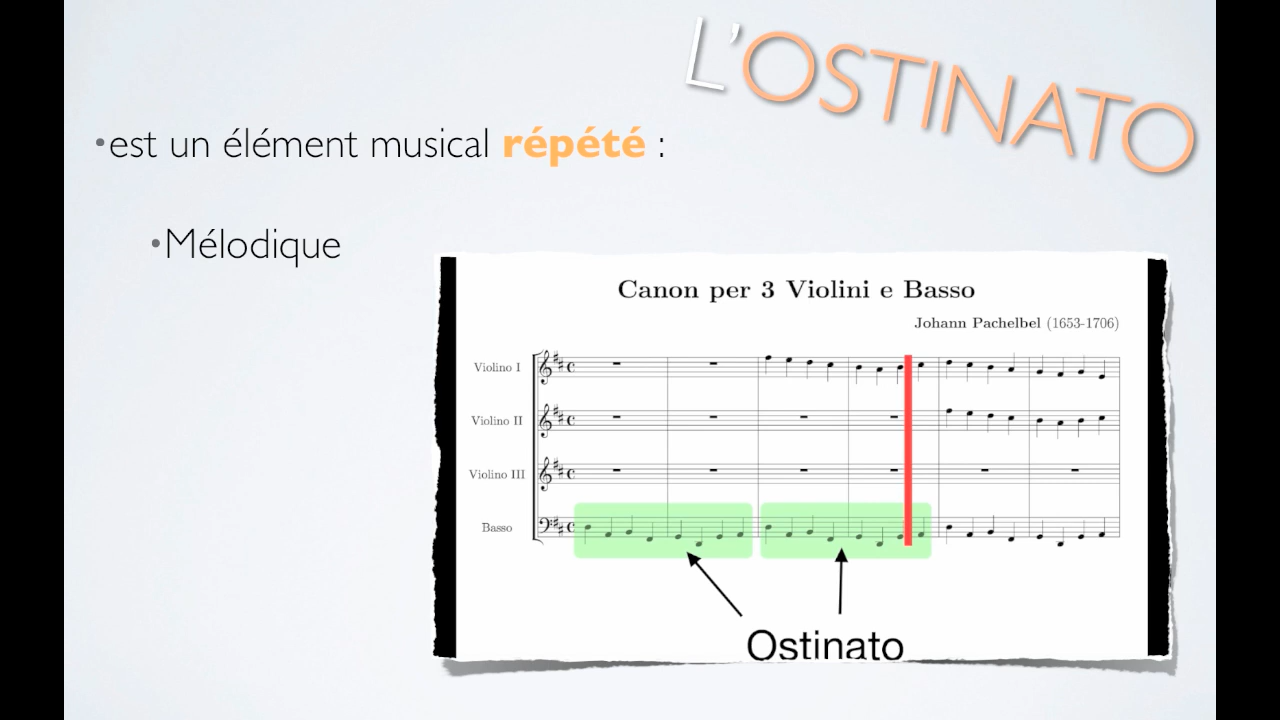 L'OSTINATO
•est un élément musical répété :
•Mélodique
Canon per 3 Violini e Basso
Johann Pachelbel (1653-1706)
Violino I
Violino II
Violino III
Basso
Ostinato